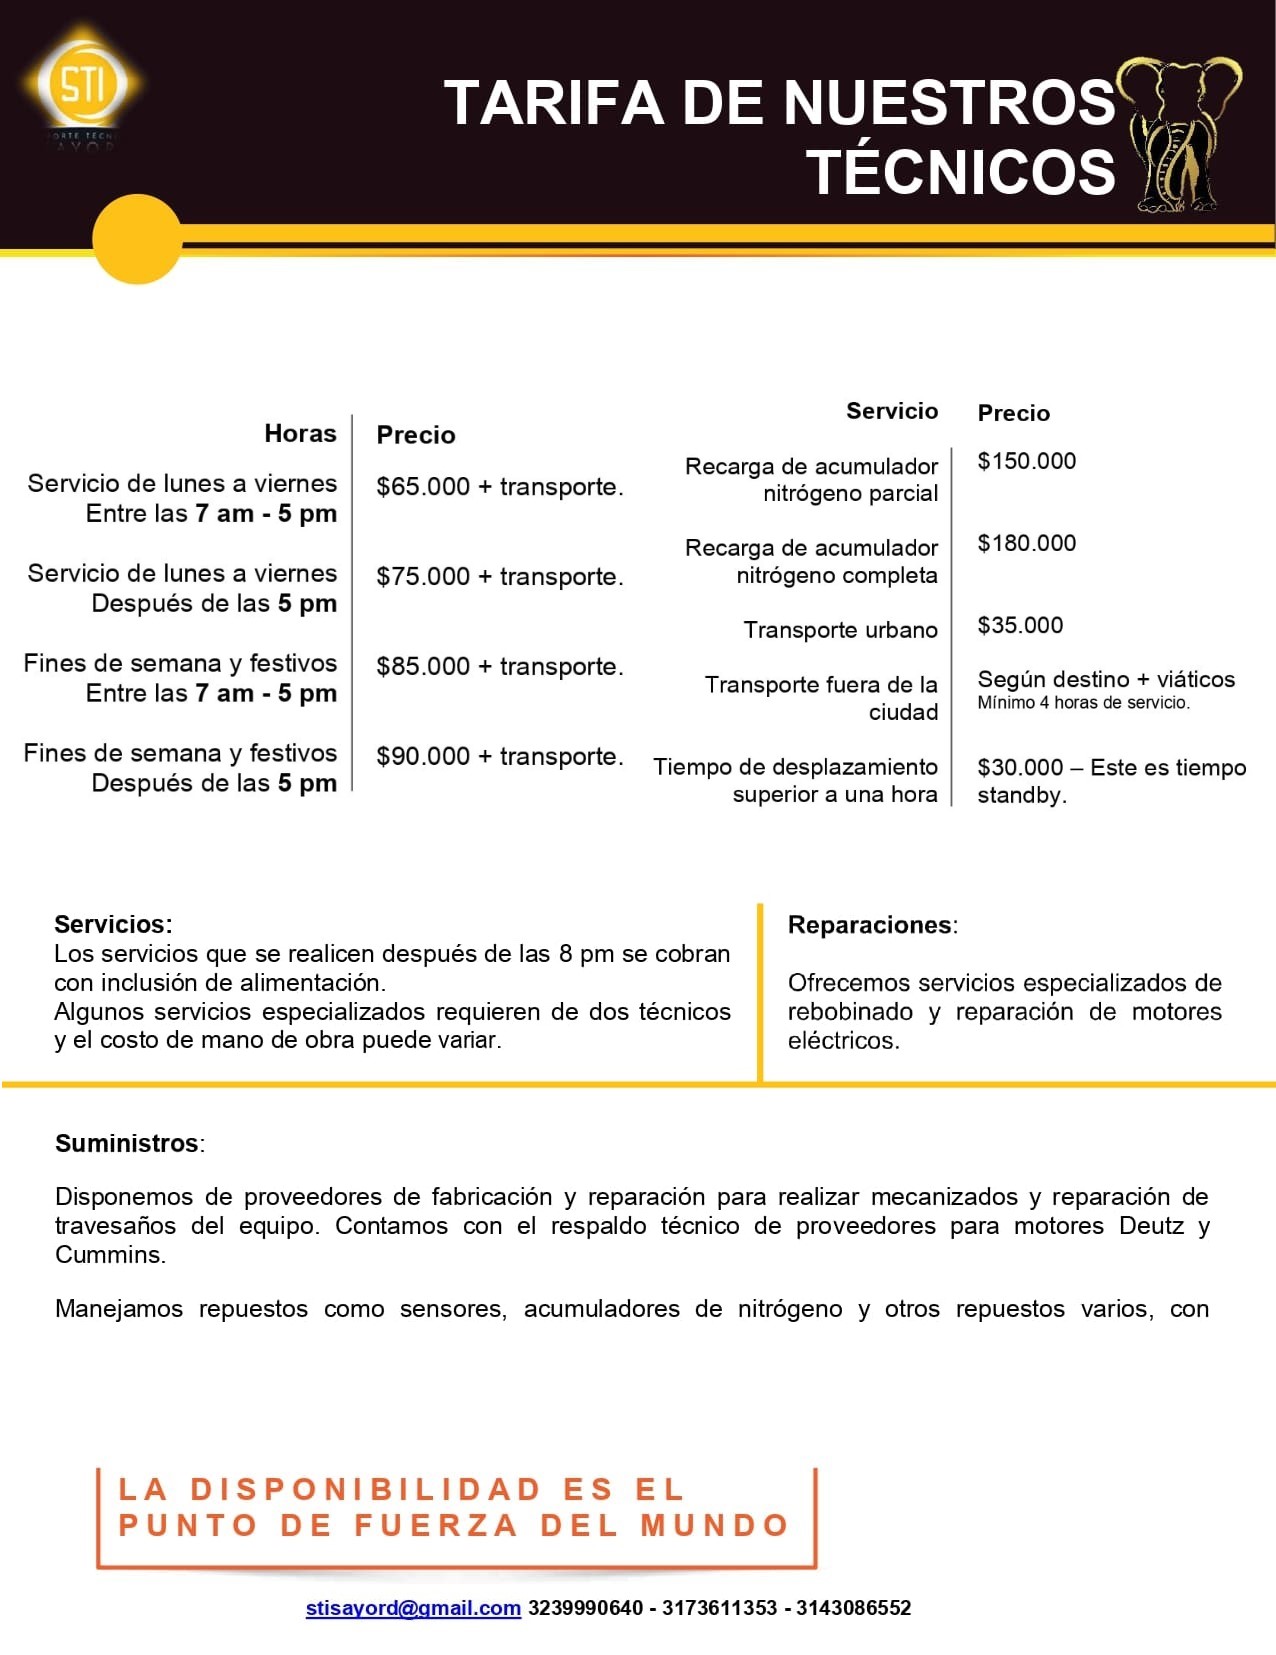 STI
TARIFA DE NUESTROS
TÉCNICOS
Horas Precio
Servicio de lunes a viernes $65.000 + transporte.
Entre las 7 am - 5 pm
Servicio de lunes a viernes $75.000 + transporte.
Después de las 5 pm
Fines de semana y festivos $85.000 + transporte.
Entre las 7 am - 5 pm
Fines de semana y festivos $90.000 + transporte.
Después de las 5 pm
Servicio Precio
Recarga de acumulador $150.000
nitrógeno parcial
Recarga de acumulador $180.000
nitrógeno completa
Transporte urbano $35.000
Transporte fuera de la Según destino + viáticos
ciudad Mínimo 4 horas de servicio.
Tiempo de desplazamiento $30.000 – Este es tiempo
superior a una hora standby.
Servicios:
Los servicios que se realicen después de las 8 pm se cobran
con inclusión de alimentación.
Algunos servicios especializados requieren de dos técnicos
y el costo de mano de obra puede variar.
Reparaciones:
Ofrecemos servicios especializados de
rebobinado y reparación de motores
eléctricos.
Suministros:
Disponemos de proveedores de fabricación y reparación para realizar mecanizados y reparación de
travesaños del equipo. Contamos con el respaldo técnico de proveedores para motores Deutz y
Cummins.
Manejamos repuestos como sensores, acumuladores de nitrógeno y otros repuestos varios, con
LA DISPONIBILIDAD ES EL
PUNTO DE FUERZA DEL MUNDO
stisayord@gmail.com 3239990640 - 3173611353 - 3143086552